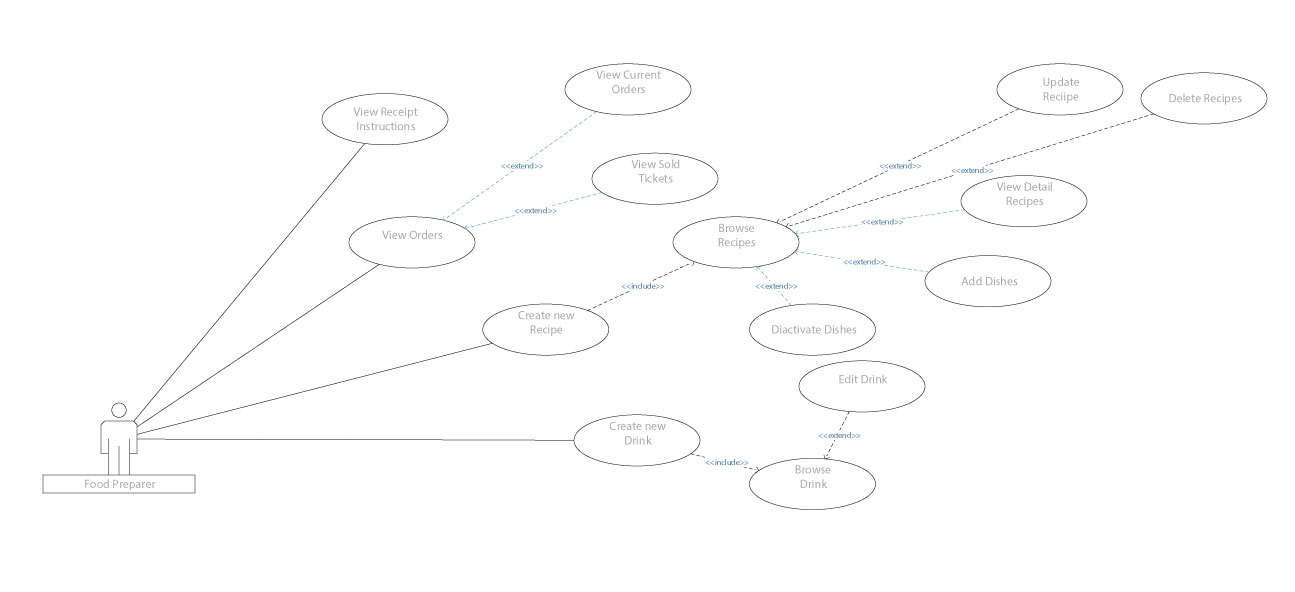 View Current
Orders
Update
Reciipe
Delete Recipes
View Receipt
Instructions
<<extend>>
<<extend>>
<<extend>>
View Sold
Tickets
View Detail
Recipes
<<extend>>
<<extend>>
View Orders
Browse
Recipes
<<extend>>
Add Dishes
<<include>>
<<extend>>
Create new
Recipe
Diactivate Dishes
Edit Drink
Create new
Drink
<<extend>>
<<include>>
Browse
Drink
Food Preparer